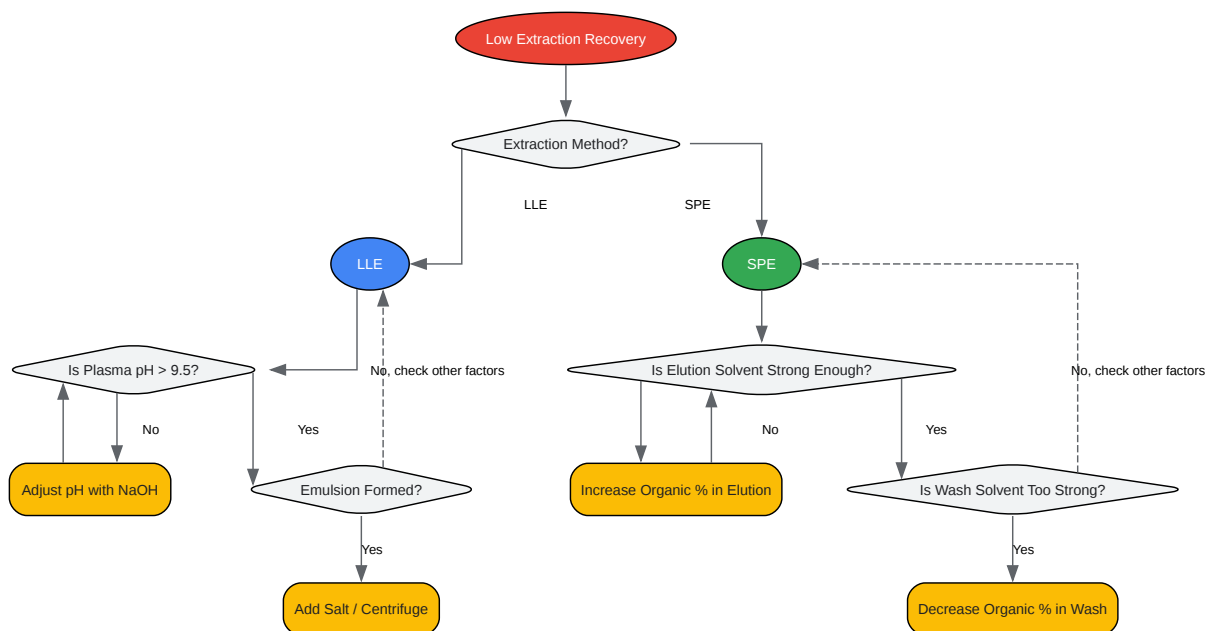 Low Extraction Recovery
Extraction Method?
LLE
SPE
LLE
SPE
Is Plasma pH > 9.5?
No, check other factors
Is Elution Solvent Strong Enough?
No, check other factors
No
Yes
No
Yes
Adjust pH with NaOH
Emulsion Formed?
Increase Organic % in Elution
Is Wash Solvent Too Strong?
Yes
Yes
Add Salt / Centrifuge
Decrease Organic % in Wash